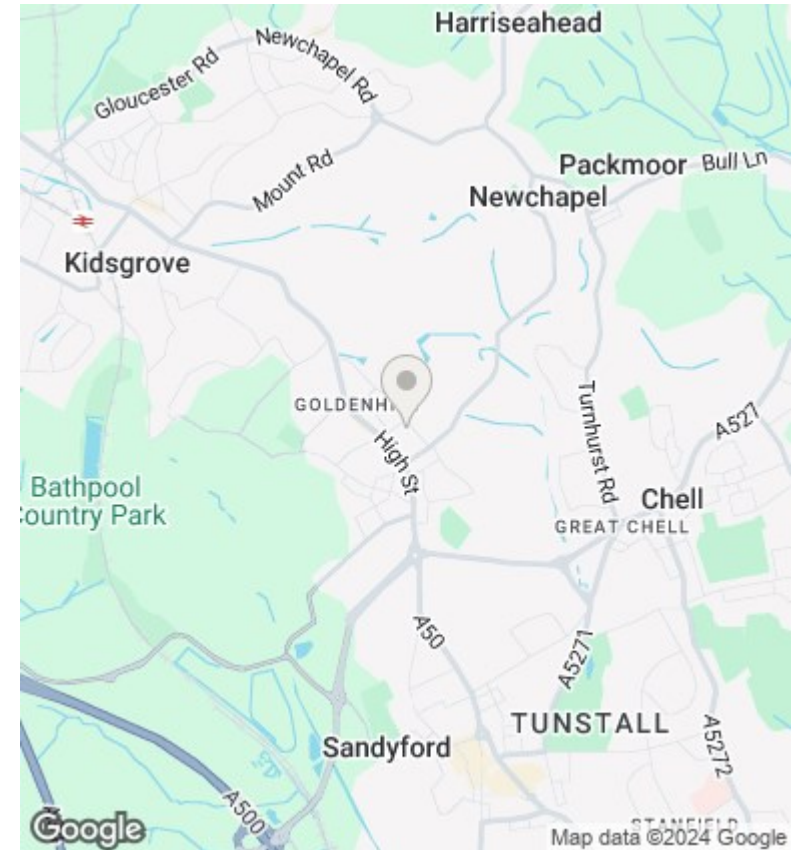 Harriseahead
Newchapel Rd
Gloucester Rd
Mount Rd
Packmoor
Bull Ln
Newchapel
Kidsgrove
GOLDENHI
High St
Turnhurst Rd
A527
Bathpool
Country Park
Chell
GREAT CHELL
A50
A5271
TUNSTALL
A5272
Sandyford
A500
STANFIELD
Google
Map data ©2024 Google